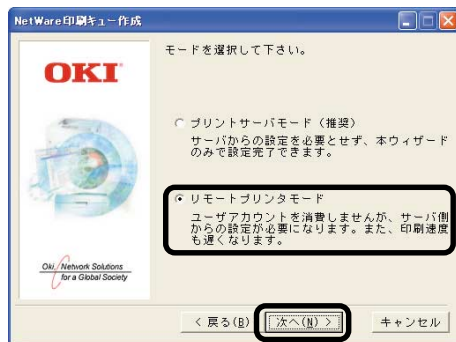 NetWare印刷キュー作成
モードを選択して下さい。
OKI
プリントサーバモード（推奨）
サーバからの設定を必要とせず、本ウィザード
のみで設定完了できます。
リモートプリンタモード
ユーザアカウントを消費しませんが、サーバ側
からの設定が必要になります。また、印刷速度
も遅くなります。
Oki, Network Solutions
for a Global Society
< 戻る(B)
次へ(N) >
キャンセル